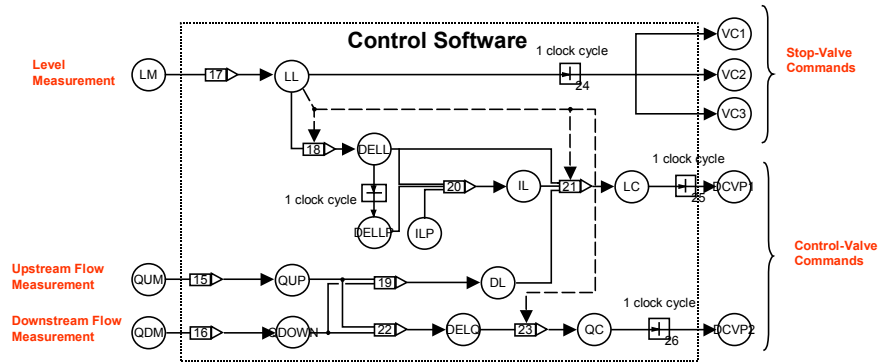 Control Software
Level
Measurement
LM
17
LL
1 clock cycle
24
VC1
VC2
VC3
Stop-Valve
Commands
18
DELL
1 clock cycle
DELLP
ILP
20
IL
21
LC
1 clock cycle
25
DCVP1
Control-Valve
Commands
Upstream Flow
Measurement
QUM
15
QUP
19
DL
Downstream Flow
Measurement
QDM
16
QDOWN
22
DELQ
23
QC
1 clock cycle
26
DCVP2